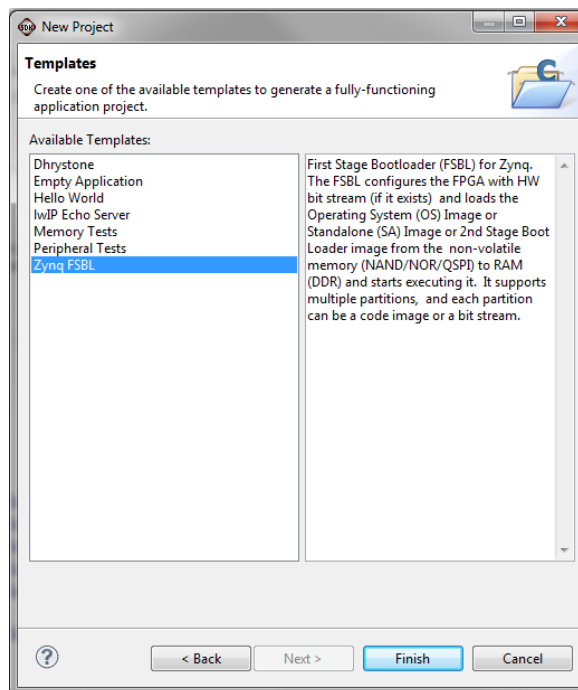 SDK New Project
Templates
Create one of the available templates to generate a fully-functioning
application project.
C
Available Templates:
Dhrystone
Empty Application
Hello World
lwIP Echo Server
Memory Tests
Peripheral Tests
Zynq FSBL
First Stage Bootloader (FSBL) for Zynq.
The FSBL configures the FPGA with HW
bit stream (if it exists) and loads the
Operating System (OS) Image or
Standalone (SA) Image or 2nd Stage Boot
Loader image from the non-volatile
memory (NAND/NOR/QSPI) to RAM
(DDR) and starts executing it. It supports
multiple partitions, and each partition
can be a code image or a bit stream.
? < Back Next > Finish Cancel